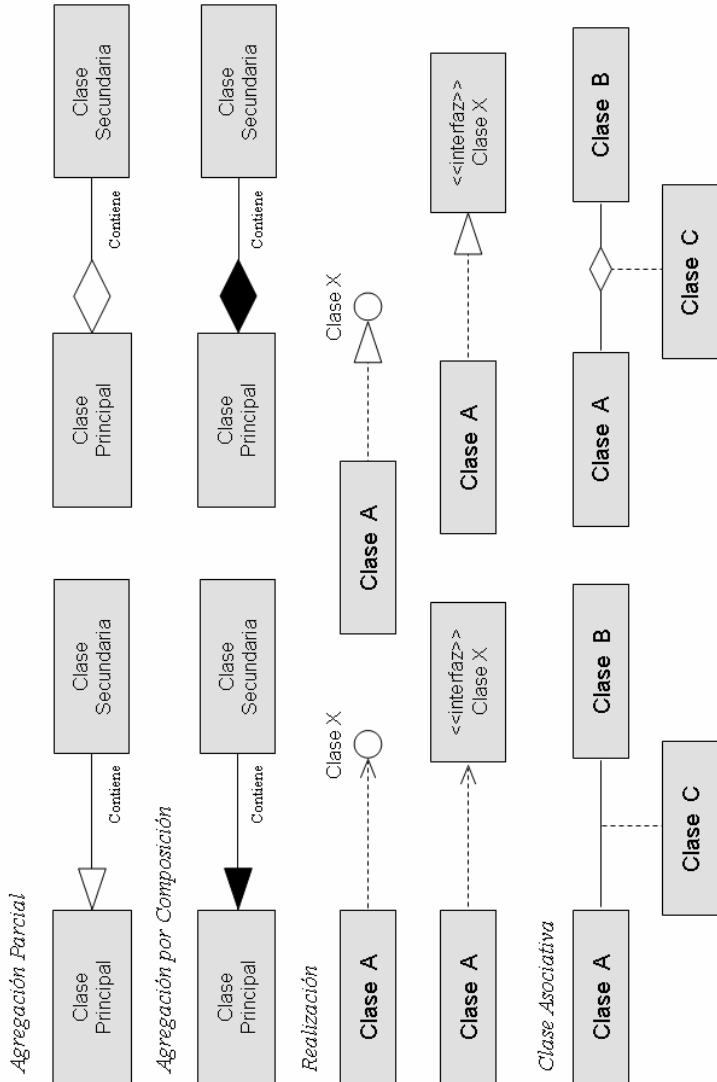 Agregación Parcial
Clase
Principal
Contiene
Clase
Secundaria
Clase
Principal
Contiene
Clase
Secundaria
Agregación por Composición
Clase
Principal
Contiene
Clase
Secundaria
Clase
Principal
Contiene
Clase
Secundaria
Realización
Clase A
Clase X
Clase A
Clase X
Clase A
<<interfaz>>
Clase X
Clase A
<<interfaz>>
Clase X
Clase Asociativa
Clase A
Clase B
Clase C
Clase A
Clase B
Clase C